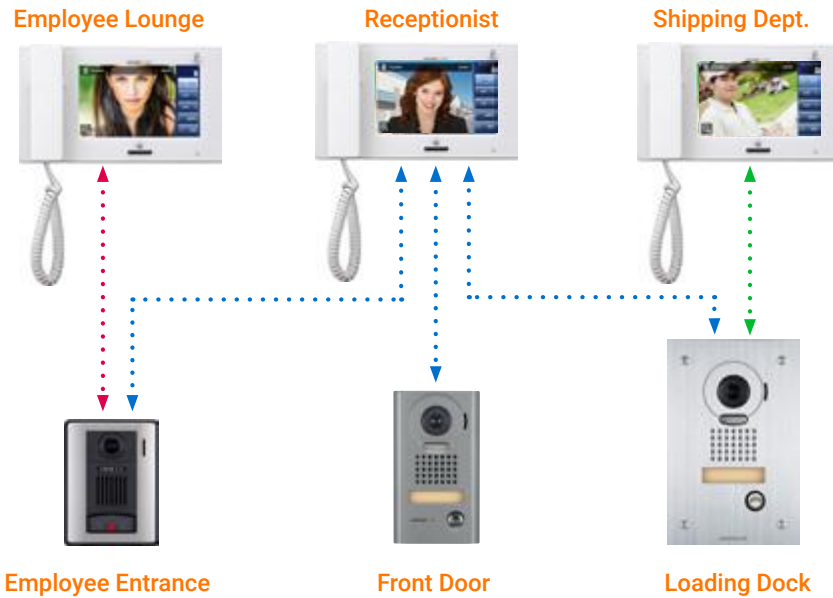 Employee Lounge
Receptionist
Shipping Dept.
Employee Entrance
Front Door
Loading Dock